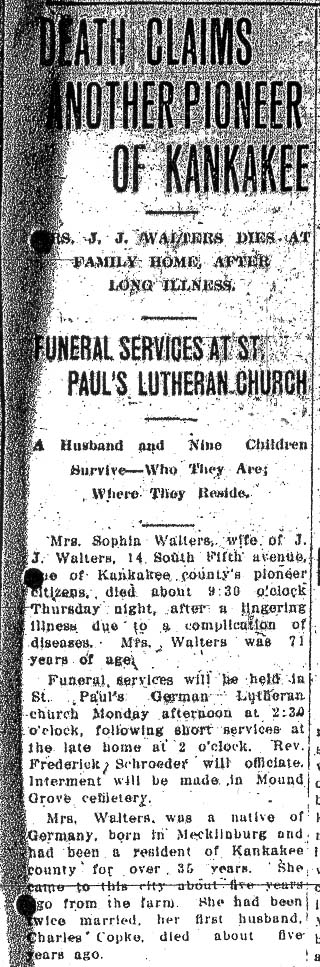 DEATH CLAIMS
ANOTHER PIONEER
OF KANKAKEE
RS. J. J. WALTERS DIES AT
FAMILY HOME, AFTER
LONG ILLNESS.
FUNERAL SERVICES AT ST.
PAUL'S LUTHERAN CHURCH
A Husband and Nine Children
Survive—Who They Are;
Where They Reside.
Mrs. Sophia Walters, wife of J.
J. Walters, 14 South Fifth avenue,
ne of Kankakee county's pioneer
citizens, died about 9:30 o'clock
Thursday night, after a lingering
illness due to a complication of
diseases. Mrs. Walters was 71
years of age.
Funeral services will be held in
St. Paul's German Lutheran
church Monday afternoon at 2:30
o'clock, following short services at
the late home at 2 o'clock. Rev.
Frederick Schroeder will officiate.
Interment will be made in Mound
Grove cemetery.
Mrs. Walters was a native of
Germany, born in Mecklinburg and
had been a resident of Kankakee
county for over 35 years. She
came to this city about five years
ago from the farm. She had been
twice married, her first husband,
Charles Copke, died about five
years ago.